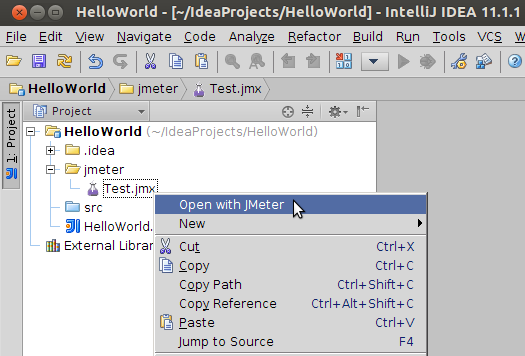 HelloWorld - [~/IdeaProjects/HelloWorld] - IntelliJ IDEA 11.1.1
File Edit View Navigate Code Analyze Refactor Build Run Tools VCS
HelloWorld jmeter Test.jmx
1: Project
Project
HelloWorld (~/IdeaProjects/HelloWorld)
.idea
jmeter
Test.jmx
src
HelloWorld.
External Librar
Open with JMeter
New
Cut Ctrl+X
Copy Ctrl+C
Copy Path Ctrl+Shift+C
Copy Reference Ctrl+Alt+Shift+C
Paste Ctrl+V
Jump to Source F4